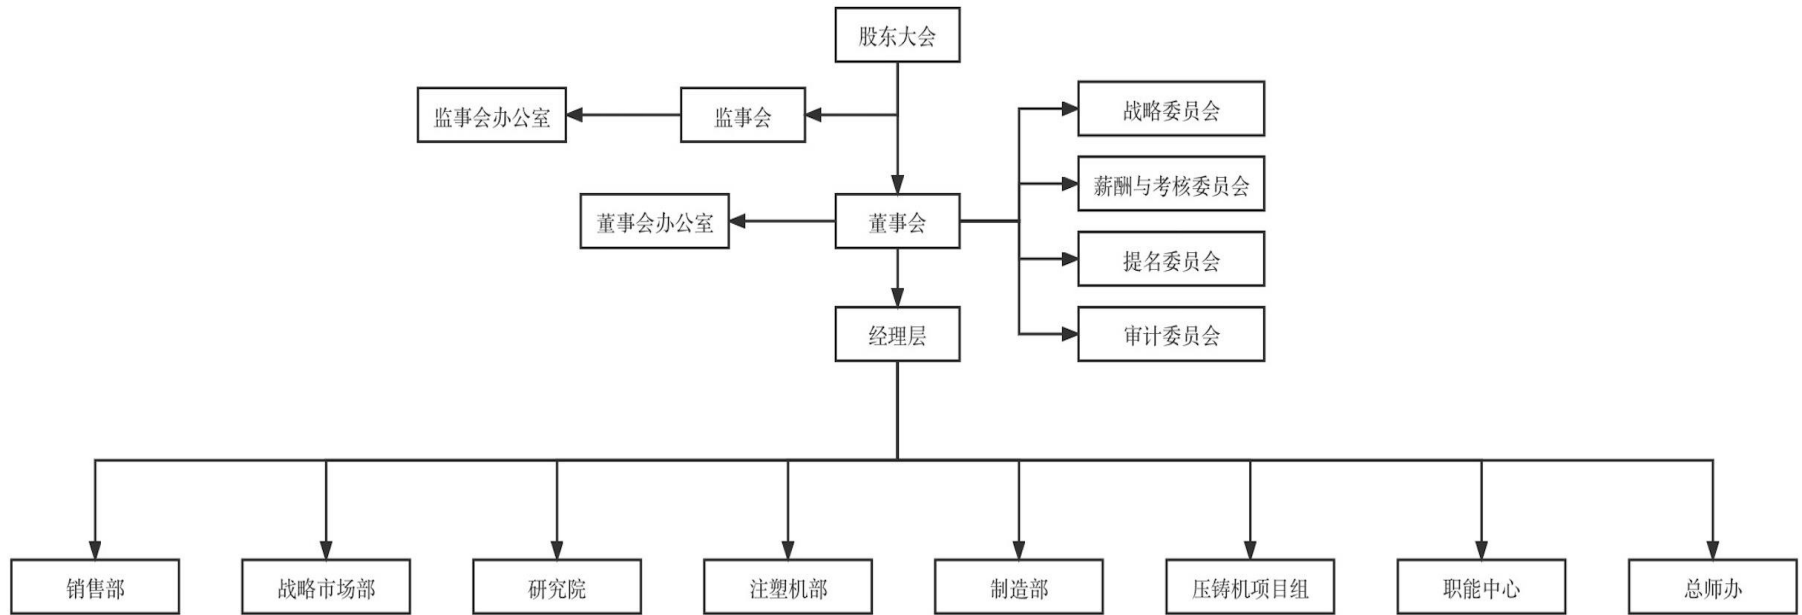 股东大会
监事会办公室
监事会
战略委员会
薪酬与考核委员会
董事会办公室
董事会
提名委员会
经理层
审计委员会
销售部
战略市场部
研究院
注塑机部
制造部
压铸机项目组
职能中心
总师办